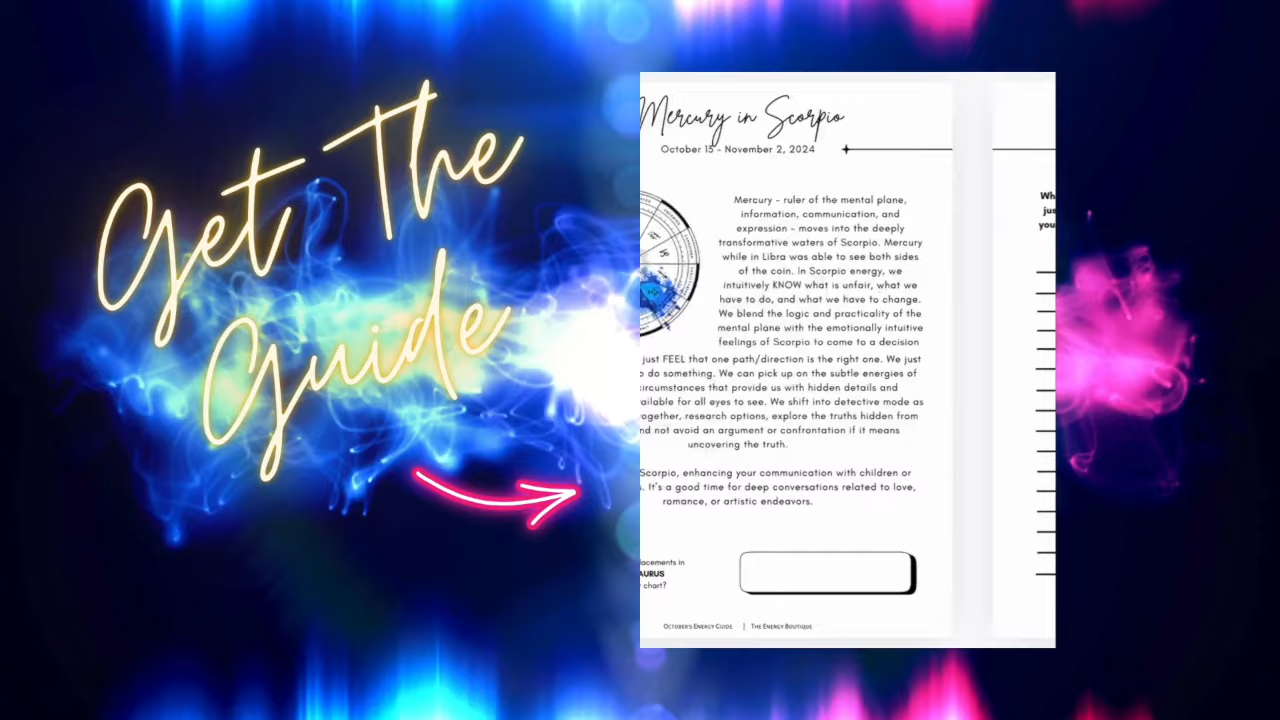 Get The
Guide
Mercury in Scorpio
October 15 - November 2, 2024
Mercury - ruler of the mental plane,
information, communication, and
expression - moves into the deeply
transformative waters of Scorpio. Mercury
while in Libra was able to see both sides
of the coin. In Scorpio energy, we
intuitively KNOW what is unfair, what we
have to do, and what we have to change.
We blend the logic and practicality of the
mental plane with the emotionally intuitive
feelings of Scorpio to come to a decision
just FEEL that one path/direction is the right one. We just
do something. We can pick up on the subtle energies of
circumstances that provide us with hidden details and
available for all eyes to see. We shift into detective mode as
together, research options, explore the truths hidden from
and not avoid an argument or confrontation if it means
uncovering the truth.
Scorpio, enhancing your communication with children or
It's a good time for deep conversations related to love,
romance, or artistic endeavors.
lacements in
AURUS
chart?
October's Energy Guide | The Energy Boutique
Wh
jus
you